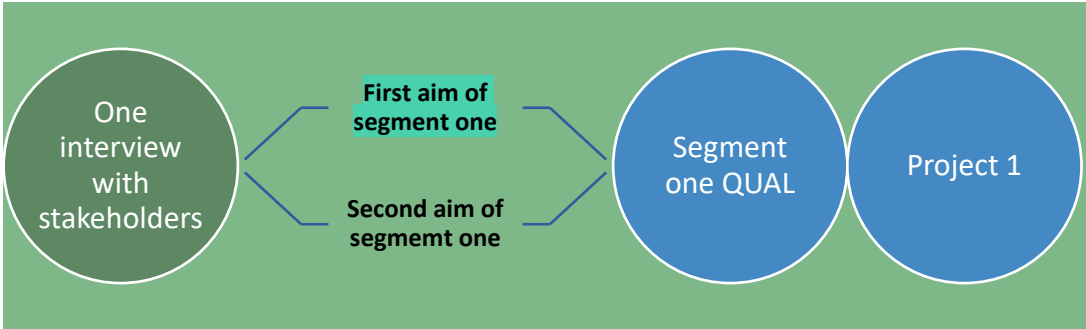 One
interview
with
stakeholders
First aim of
segment one
Second aim of
segmemt one
Segment
one QUAL
Project 1